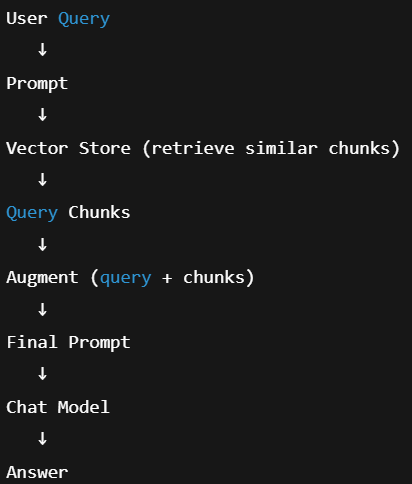 User Query
↓
Prompt
↓
Vector Store (retrieve similar chunks)
↓
Query Chunks
↓
Augment (query + chunks)
↓
Final Prompt
↓
Chat Model
↓
Answer